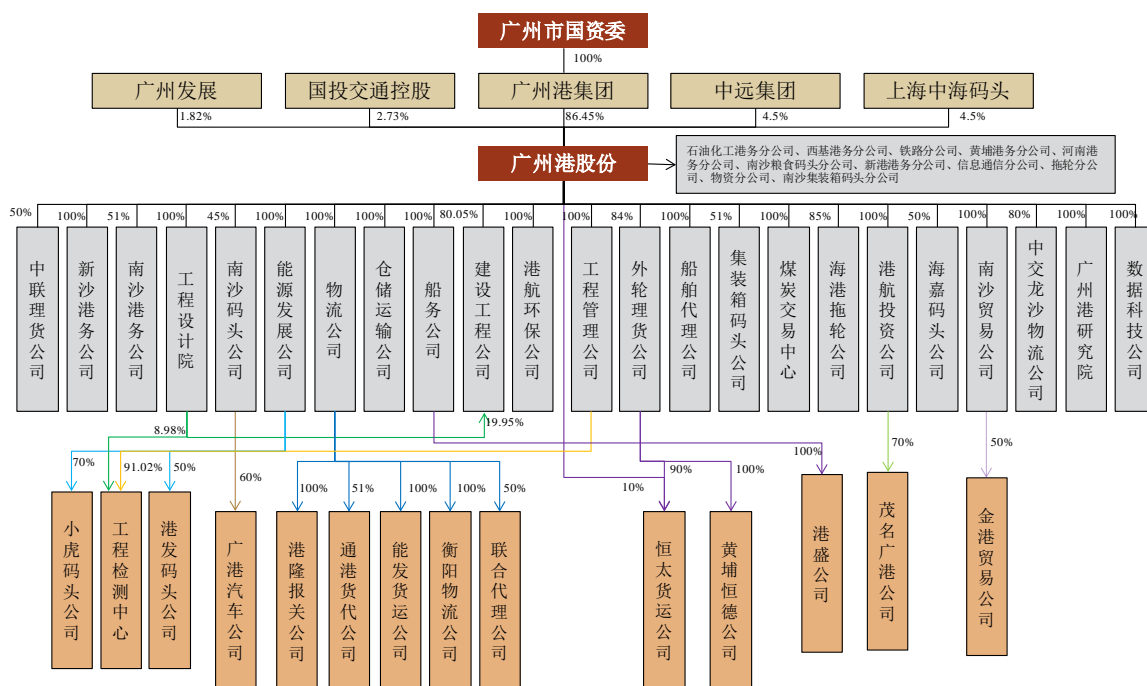 广州市国资委
100%
广州发展
国投交通控股
广州港集团
中远集团
上海中海码头
1.82%
2.73%
86.45%
4.5%
4.5%
广州港股份
石油化工港务分公司、西基港务分公司、铁路分公司、黄埔港务分公司、河南港
务分公司、南沙粮食码头分公司、新港港务分公司、信息通信分公司、拖轮分公
司、物资分公司、南沙集装箱码头分公司
50%
100%
51%
100%
45%
100%
100%
100%
100%
80.05%
100%
100%
84%
100%
51%
100%
85%
100%
50%
100%
80%
100%
100%
中联理货公司
新沙港务公司
南沙港务公司
工程设计院
南沙码头公司
能源发展公司
物流公司
仓储运输公司
船务公司
建设工程公司
港航环保公司
工程管理公司
外轮理货公司
船舶代理公司
集装箱码头公司
煤炭交易中心
海港拖轮公司
港航投资公司
海嘉码头公司
南沙贸易公司
中交龙沙物流公司
广州港研究院
数据科技公司
8.98%
19.95%
70%
91.02%
50%
60%
100%
51%
100%
100%
50%
10%
90%
100%
100%
70%
50%
小虎码头公司
工程检测中心
港发码头公司
广港汽车公司
港隆报关公司
通港货代公司
能发货运公司
衡阳物流公司
联合代理公司
恒太货运公司
黄埔恒德公司
港盛公司
茂名广港公司
金港贸易公司